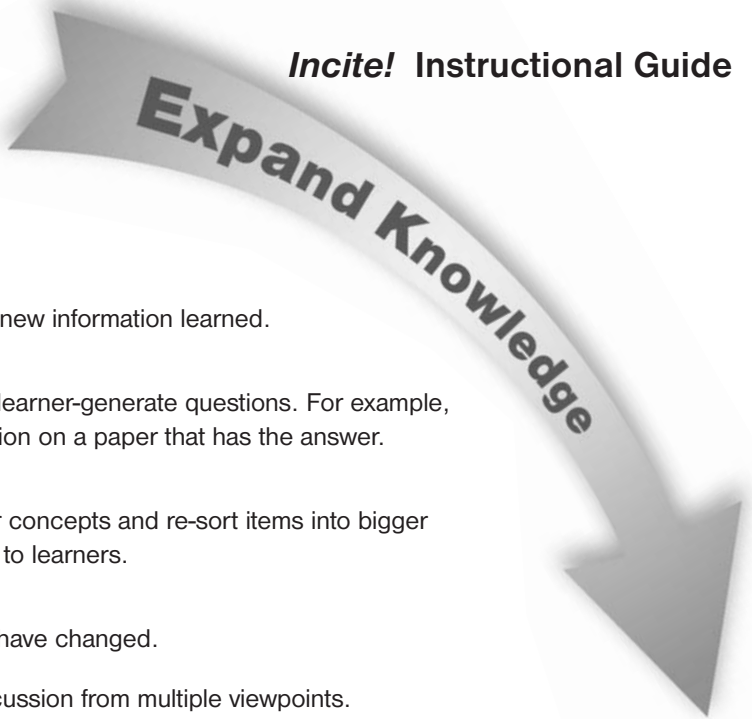 Incite! Instructional Guide
Expand Knowledge
new information learned.
learner-generate questions. For example,
ion on a paper that has the answer.
r concepts and re-sort items into bigger
to learners.
have changed.
cussion from multiple viewpoints.